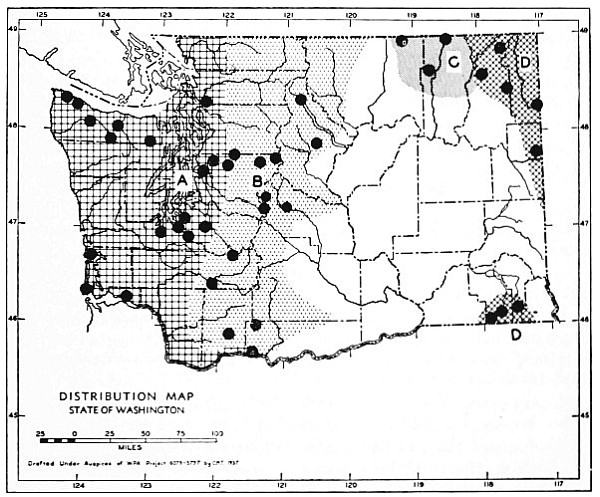 125 124 123 122 121 120 119 118 117
49 49
C D
48 48
A B
47 47
46 46
D
DISTRIBUTION MAP
STATE OF WASHINGTON
45 45
25 0 25 50 75 100
MILES
Drafted Under Auspices of WPA Project 6079-5757 by C.P.T. 1937
124 123 122 121 120 119 118 117